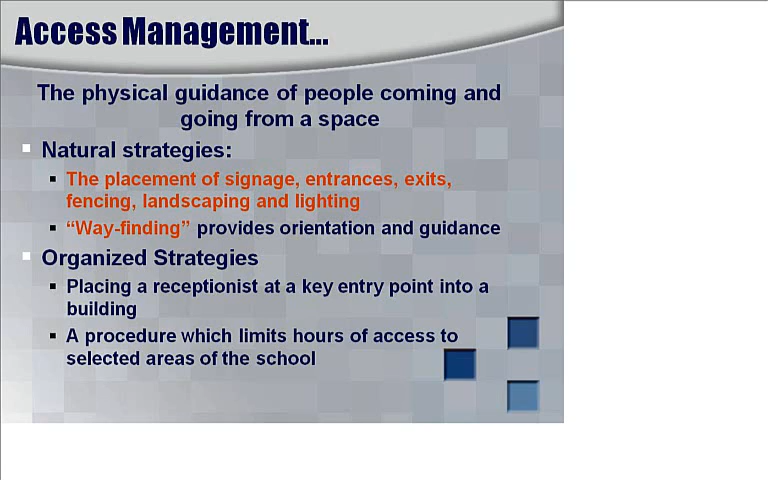 Access Management...
The physical guidance of people coming and
going from a space
Natural strategies:
The placement of signage, entrances, exits,
fencing, landscaping and lighting
“Way-finding” provides orientation and guidance
Organized Strategies
Placing a receptionist at a key entry point into a
building
A procedure which limits hours of access to
selected areas of the school